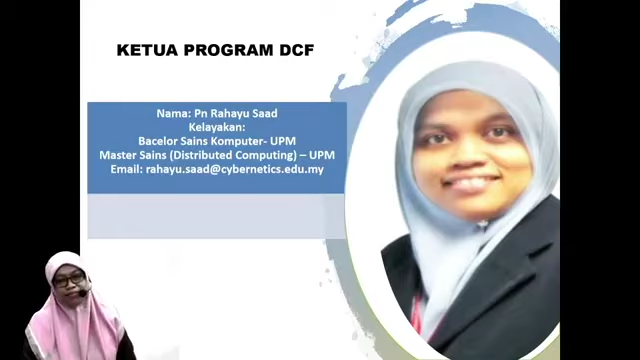 KETUA PROGRAM DCF
Nama: Pn Rahayu Saad
Kelayakan:
Bacelor Sains Komputer- UPM
Master Sains (Distributed Computing) – UPM
Email: rahayu.saad@cybernetics.edu.my